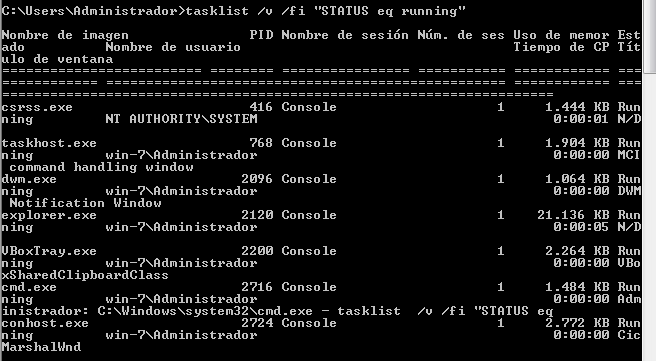 C:\Users\Administrador>tasklist /v /fi "STATUS eq running"
Nombre de imagen PID Nombre de sesión Núm. de ses Uso de memor Est
ado Nombre de usuario Tiempo de CP Tít
ulo de ventana
========================= ======== ================ =========== ============ ===
============ ================================================== ============ ===
=====================================================================
csrss.exe 416 Console 1 1.444 KB Run
ning NT AUTHORITY\SYSTEM 0:00:01 N/D
taskhost.exe 768 Console 1 1.904 KB Run
ning win-7\Administrador 0:00:00 MCI
command handling window
dwm.exe 2096 Console 1 1.064 KB Run
ning win-7\Administrador 0:00:00 DWM
Notification Window
explorer.exe 2120 Console 1 21.136 KB Run
ning win-7\Administrador 0:00:05 N/D
VBoxTray.exe 2200 Console 1 2.264 KB Run
ning win-7\Administrador 0:00:00 VBo
xSharedClipboardClass
cmd.exe 2716 Console 1 1.484 KB Run
ning win-7\Administrador 0:00:00 Adm
inistrador: C:\Windows\system32\cmd.exe - tasklist /v /fi "STATUS eq
conhost.exe 2724 Console 1 2.772 KB Run
ning win-7\Administrador 0:00:00 Cic
MarshalWnd